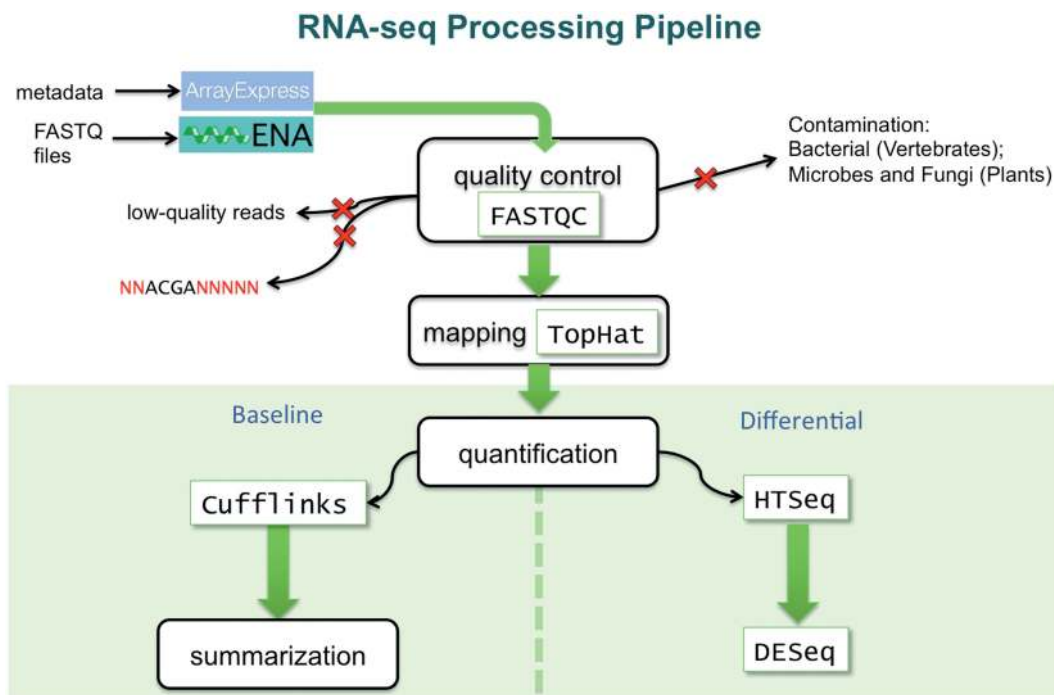 RNA-seq Processing Pipeline
metadata
ArrayExpress
FASTQ
files
ENA
Contamination:
Bacterial (Vertebrates);
Microbes and Fungi (Plants)
quality control
FASTQC
low-quality reads
NNACGANNNNN
mapping
TopHat
Baseline
Differential
quantification
Cufflinks
HTSeq
summarization
DESeq